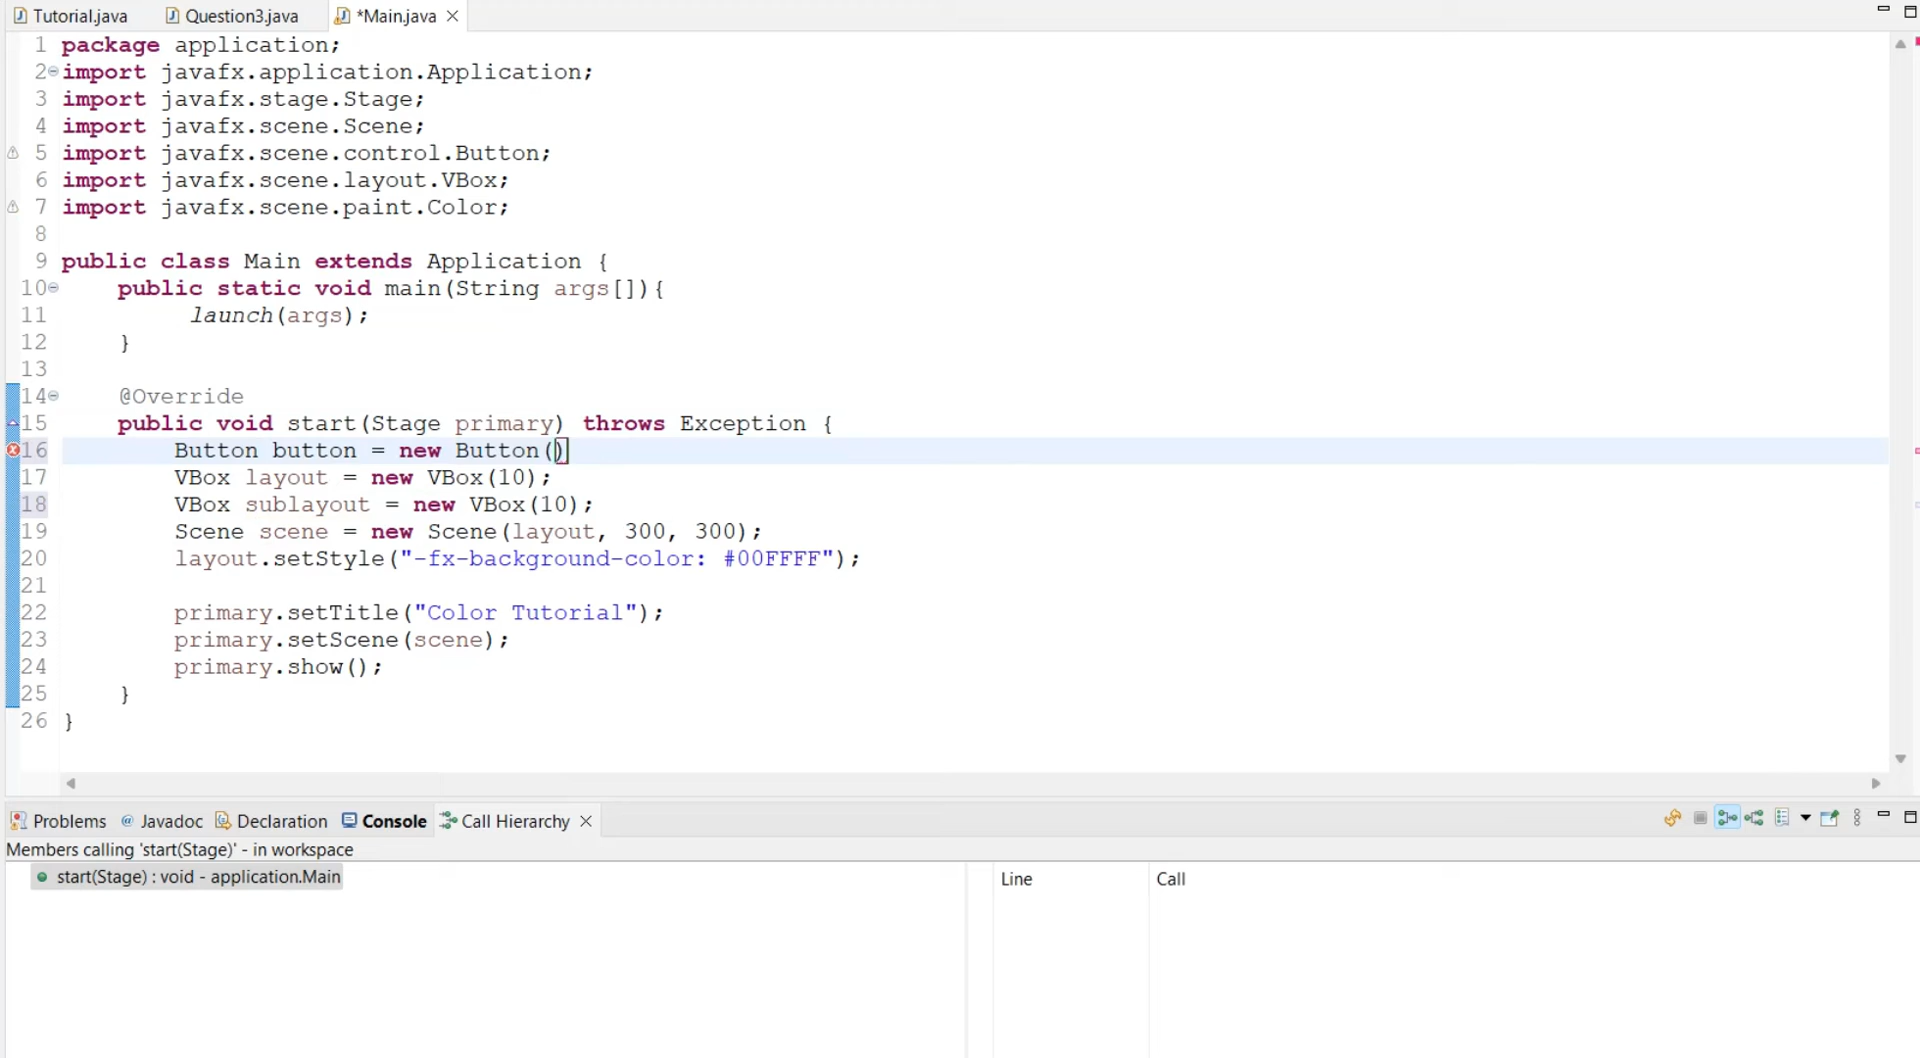 Tutorial.java Question3.java *Main.java
1 package application;
2 import javafx.application.Application;
3 import javafx.stage.Stage;
4 import javafx.scene.Scene;
5 import javafx.scene.control.Button;
6 import javafx.scene.layout.VBox;
7 import javafx.scene.paint.Color;
8
9 public class Main extends Application {
10 public static void main(String args[]){
11 launch(args);
12 }
13
14 @Override
15 public void start(Stage primary) throws Exception {
16 Button button = new Button()
17 VBox layout = new VBox(10);
18 VBox sublayout = new VBox(10);
19 Scene scene = new Scene(layout, 300, 300);
20 layout.setStyle("-fx-background-color: #00FFFF");
21
22 primary.setTitle("Color Tutorial");
23 primary.setScene(scene);
24 primary.show();
25 }
26 }
Problems @ Javadoc Declaration Console Call Hierarchy
Members calling 'start(Stage)' - in workspace
start(Stage) : void - application.Main
Line Call